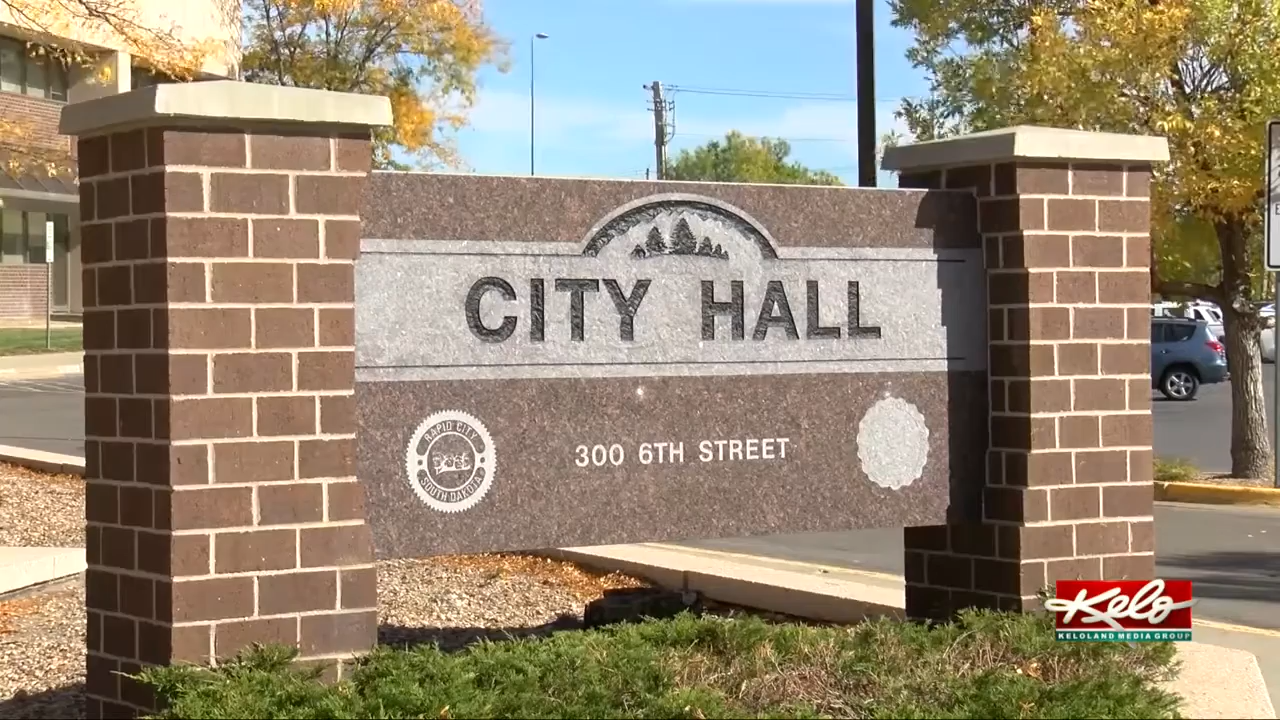 CITY HALL
RAPID CITY
SOUTH DAKOTA
300 6TH STREET
Kelo
KELOLAND MEDIA GROUP